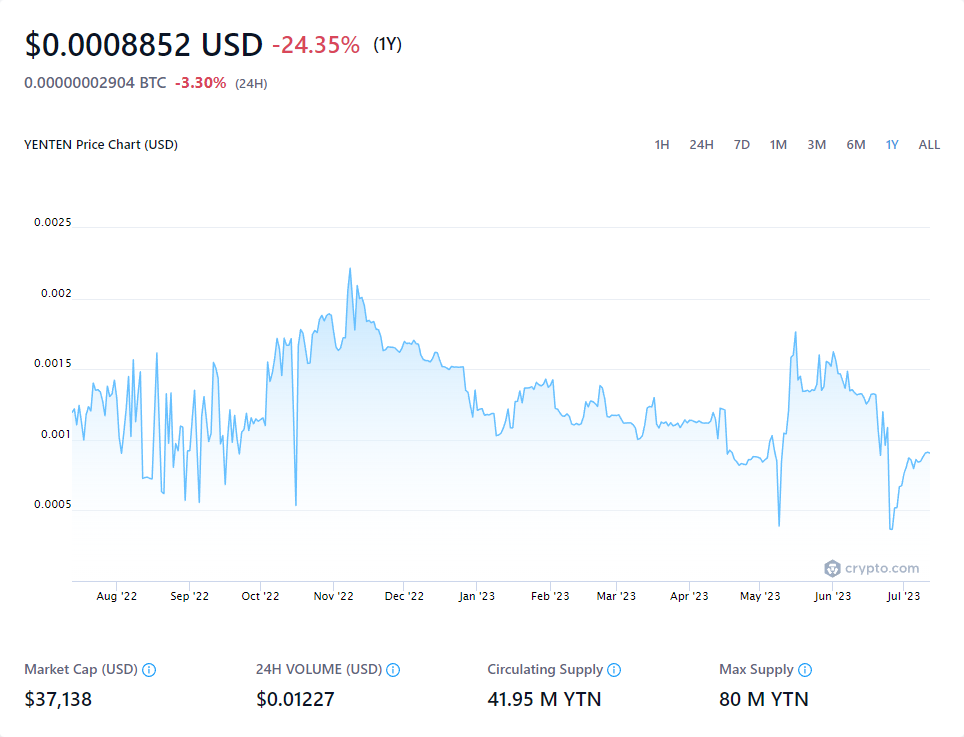 $0.0008852 USD -24.35% (1Y)
0.00000002904 BTC -3.30% (24H)
YENTEN Price Chart (USD) 1H 24H 7D 1M 3M 6M 1Y ALL
0.0025
0.002
0.0015
0.001
0.0005
crypto.com
Aug '22 Sep '22 Oct '22 Nov '22 Dec '22 Jan '23 Feb '23 Mar '23 Apr '23 May '23 Jun '23 Jul '23
Market Cap (USD) 24H VOLUME (USD) Circulating Supply Max Supply
$37,138 $0.01227 41.95 M YTN 80 M YTN